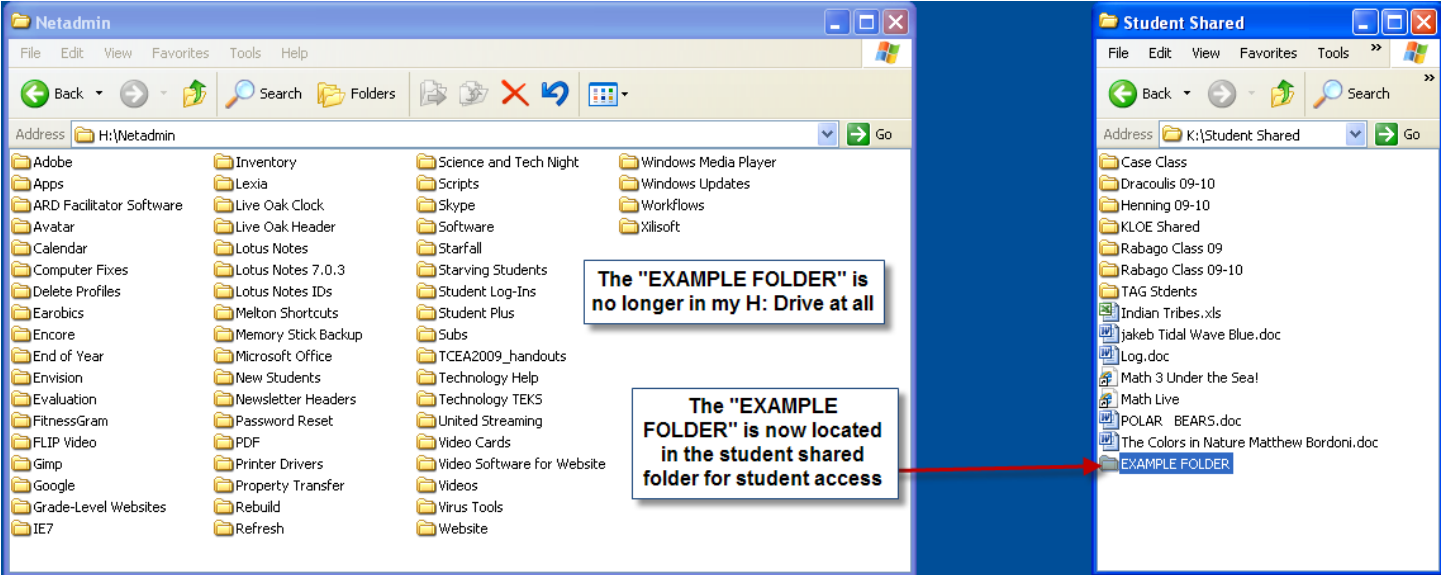 Netadmin
File Edit View Favorites Tools Help
Back Search Folders
Address H:\Netadmin Go
Adobe
Apps
ARD Facilitator Software
Avatar
Calendar
Computer Fixes
Delete Profiles
Earobics
Encore
End of Year
Envision
Evaluation
FitnessGram
FLIP Video
Gimp
Google
Grade-Level Websites
IE7
Inventory
Lexia
Live Oak Clock
Live Oak Header
Lotus Notes
Lotus Notes 7.0.3
Lotus Notes IDs
Melton Shortcuts
Memory Stick Backup
Microsoft Office
New Students
Newsletter Headers
Password Reset
PDF
Printer Drivers
Property Transfer
Rebuild
Refresh
Science and Tech Night
Scripts
Skype
Software
Starfall
Starving Students
Student Log-Ins
Student Plus
Subs
TCEA2009_handouts
Technology Help
Technology TEKS
United Streaming
Video Cards
Video Software for Website
Videos
Virus Tools
Website
Windows Media Player
Windows Updates
Workflows
Xilisoft
The "EXAMPLE FOLDER" is
no longer in my H: Drive at all
The "EXAMPLE
FOLDER" is now located
in the student shared
folder for student access
Student Shared
File Edit View Favorites Tools »
Back Search »
Address K:\Student Shared Go
Case Class
Dracoulis 09-10
Henning 09-10
KLOE Shared
Rabago Class 09
Rabago Class 09-10
TAG Stdents
Indian Tribes.xls
jakeb Tidal Wave Blue.doc
Log.doc
Math 3 Under the Sea!
Math Live
POLAR BEARS.doc
The Colors in Nature Matthew Bordoni.doc
EXAMPLE FOLDER